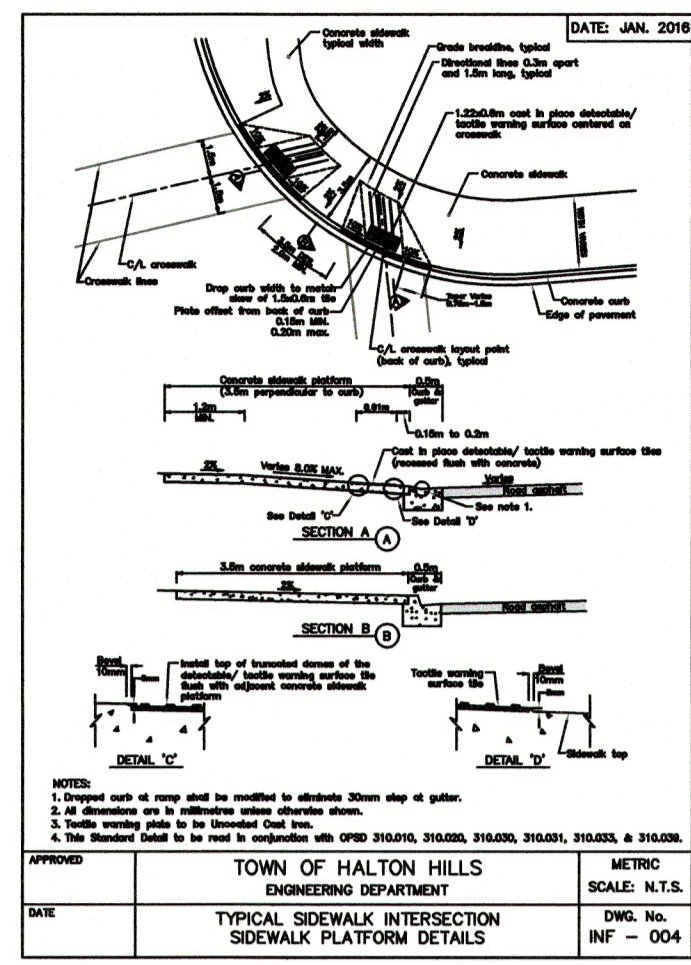 DATE: JAN. 2016
Concrete sidewalk
typical width
Grade breakline, typical
Directional lines 0.3m apart
and 1.5m long, typical
1.22x0.6m cast in place detectable/
tactile warning surface centered on
crosswalk
Concrete sidewalk
1.5m
C/L crosswalk
Crosswalk lines
Drop curb width to match
skew of 1.5x0.6m tile
Plate offset from back of curb
0.15m MIN.
0.20m max.
Taper Varies
Concrete curb
Edge of pavement
C/L crosswalk layout point
(back of curb), typical
Concrete sidewalk platform
(3.5m perpendicular to curb)
0.5m
Curb &
gutter
1.2m
MIN.
0.61m
0.15m to 0.2m
Cast in place detectable/ tactile warning surface tiles
(recessed flush with concrete)
2%
Varies 8.0% MAX.
Varies
Road asphalt
See Detail 'C'
See Detail 'D'
See note 1.
SECTION A
A
3.5m concrete sidewalk platform
0.5m
Curb &
gutter
2%
Road asphalt
SECTION B
B
Bevel
10mm
Install top of truncated domes of the
detectable/ tactile warning surface tile
flush with adjacent concrete sidewalk
platform
DETAIL 'C'
Tactile warning
surface tile
Bevel
10mm
Sidewalk top
DETAIL 'D'
NOTES:
1. Dropped curb at ramp shall be modified to eliminate 30mm step at gutter.
2. All dimensions are in millimetres unless otherwise shown.
3. Tactile warning plate to be Uncoated Cast Iron.
4. This Standard Detail to be read in conjunction with OPSD 310.010, 310.020, 310.030, 310.031, 310.033, & 310.039.
APPROVED
TOWN OF HALTON HILLS
ENGINEERING DEPARTMENT
METRIC
SCALE: N.T.S.
DATE
TYPICAL SIDEWALK INTERSECTION
SIDEWALK PLATFORM DETAILS
DWG. No.
INF - 004